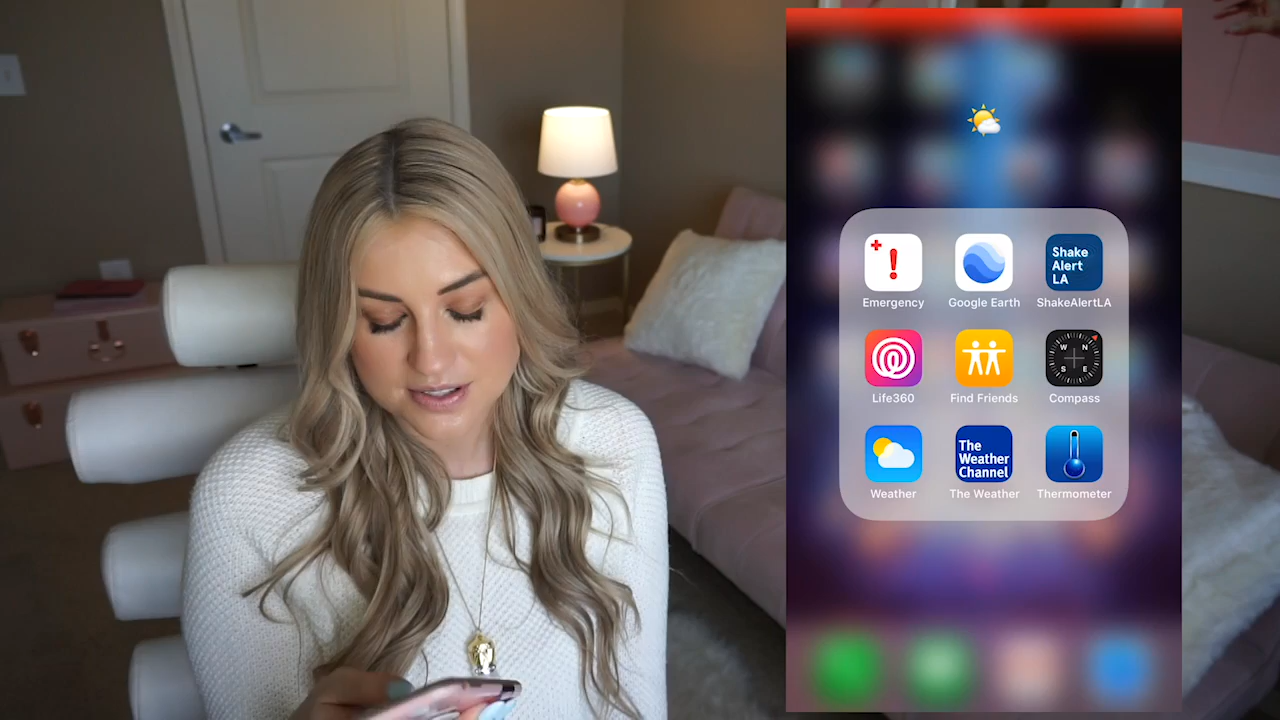 Shake
Alert
LA
Emergency
Google Earth
ShakeAlertLA
N
W
E
S
Life360
Find Friends
Compass
The
Weather
Channel
Weather
The Weather
Thermometer